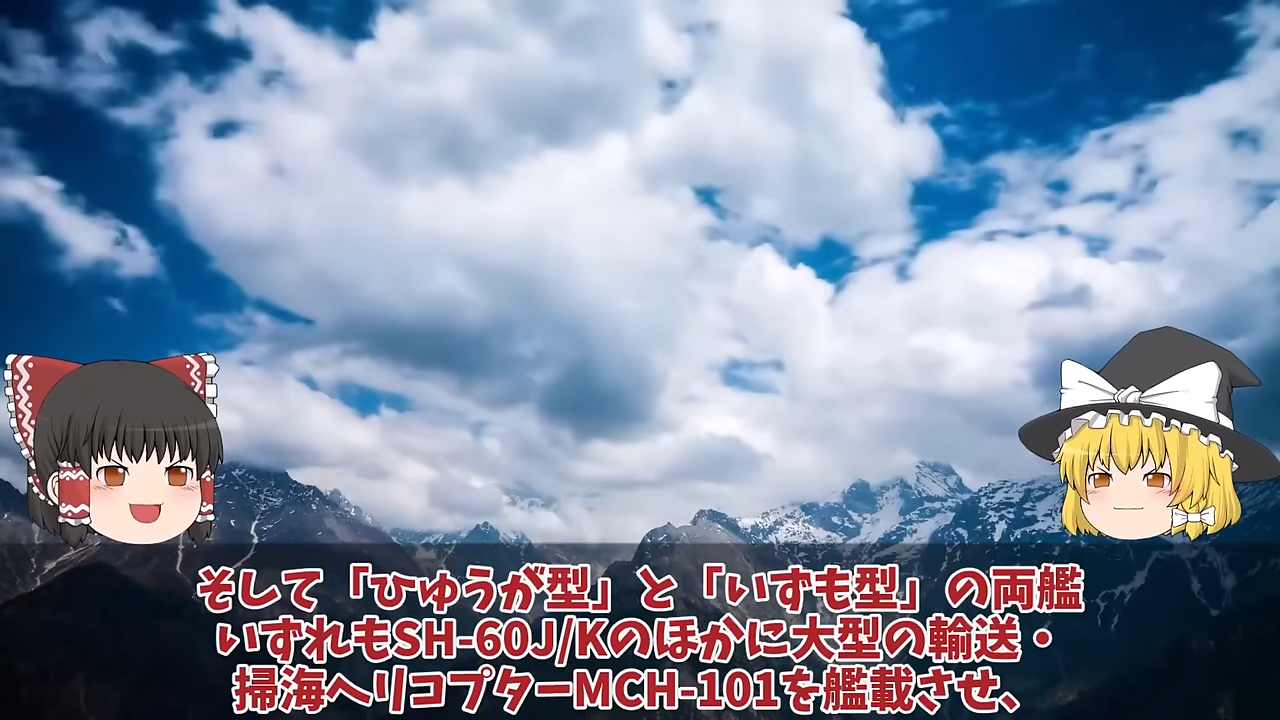 そして「ひゅうが型」と「いずも型」の両艦
いずれもSH-60J/Kのほかに大型の輸送・
掃海ヘリコプターMCH-101を艦載させ、